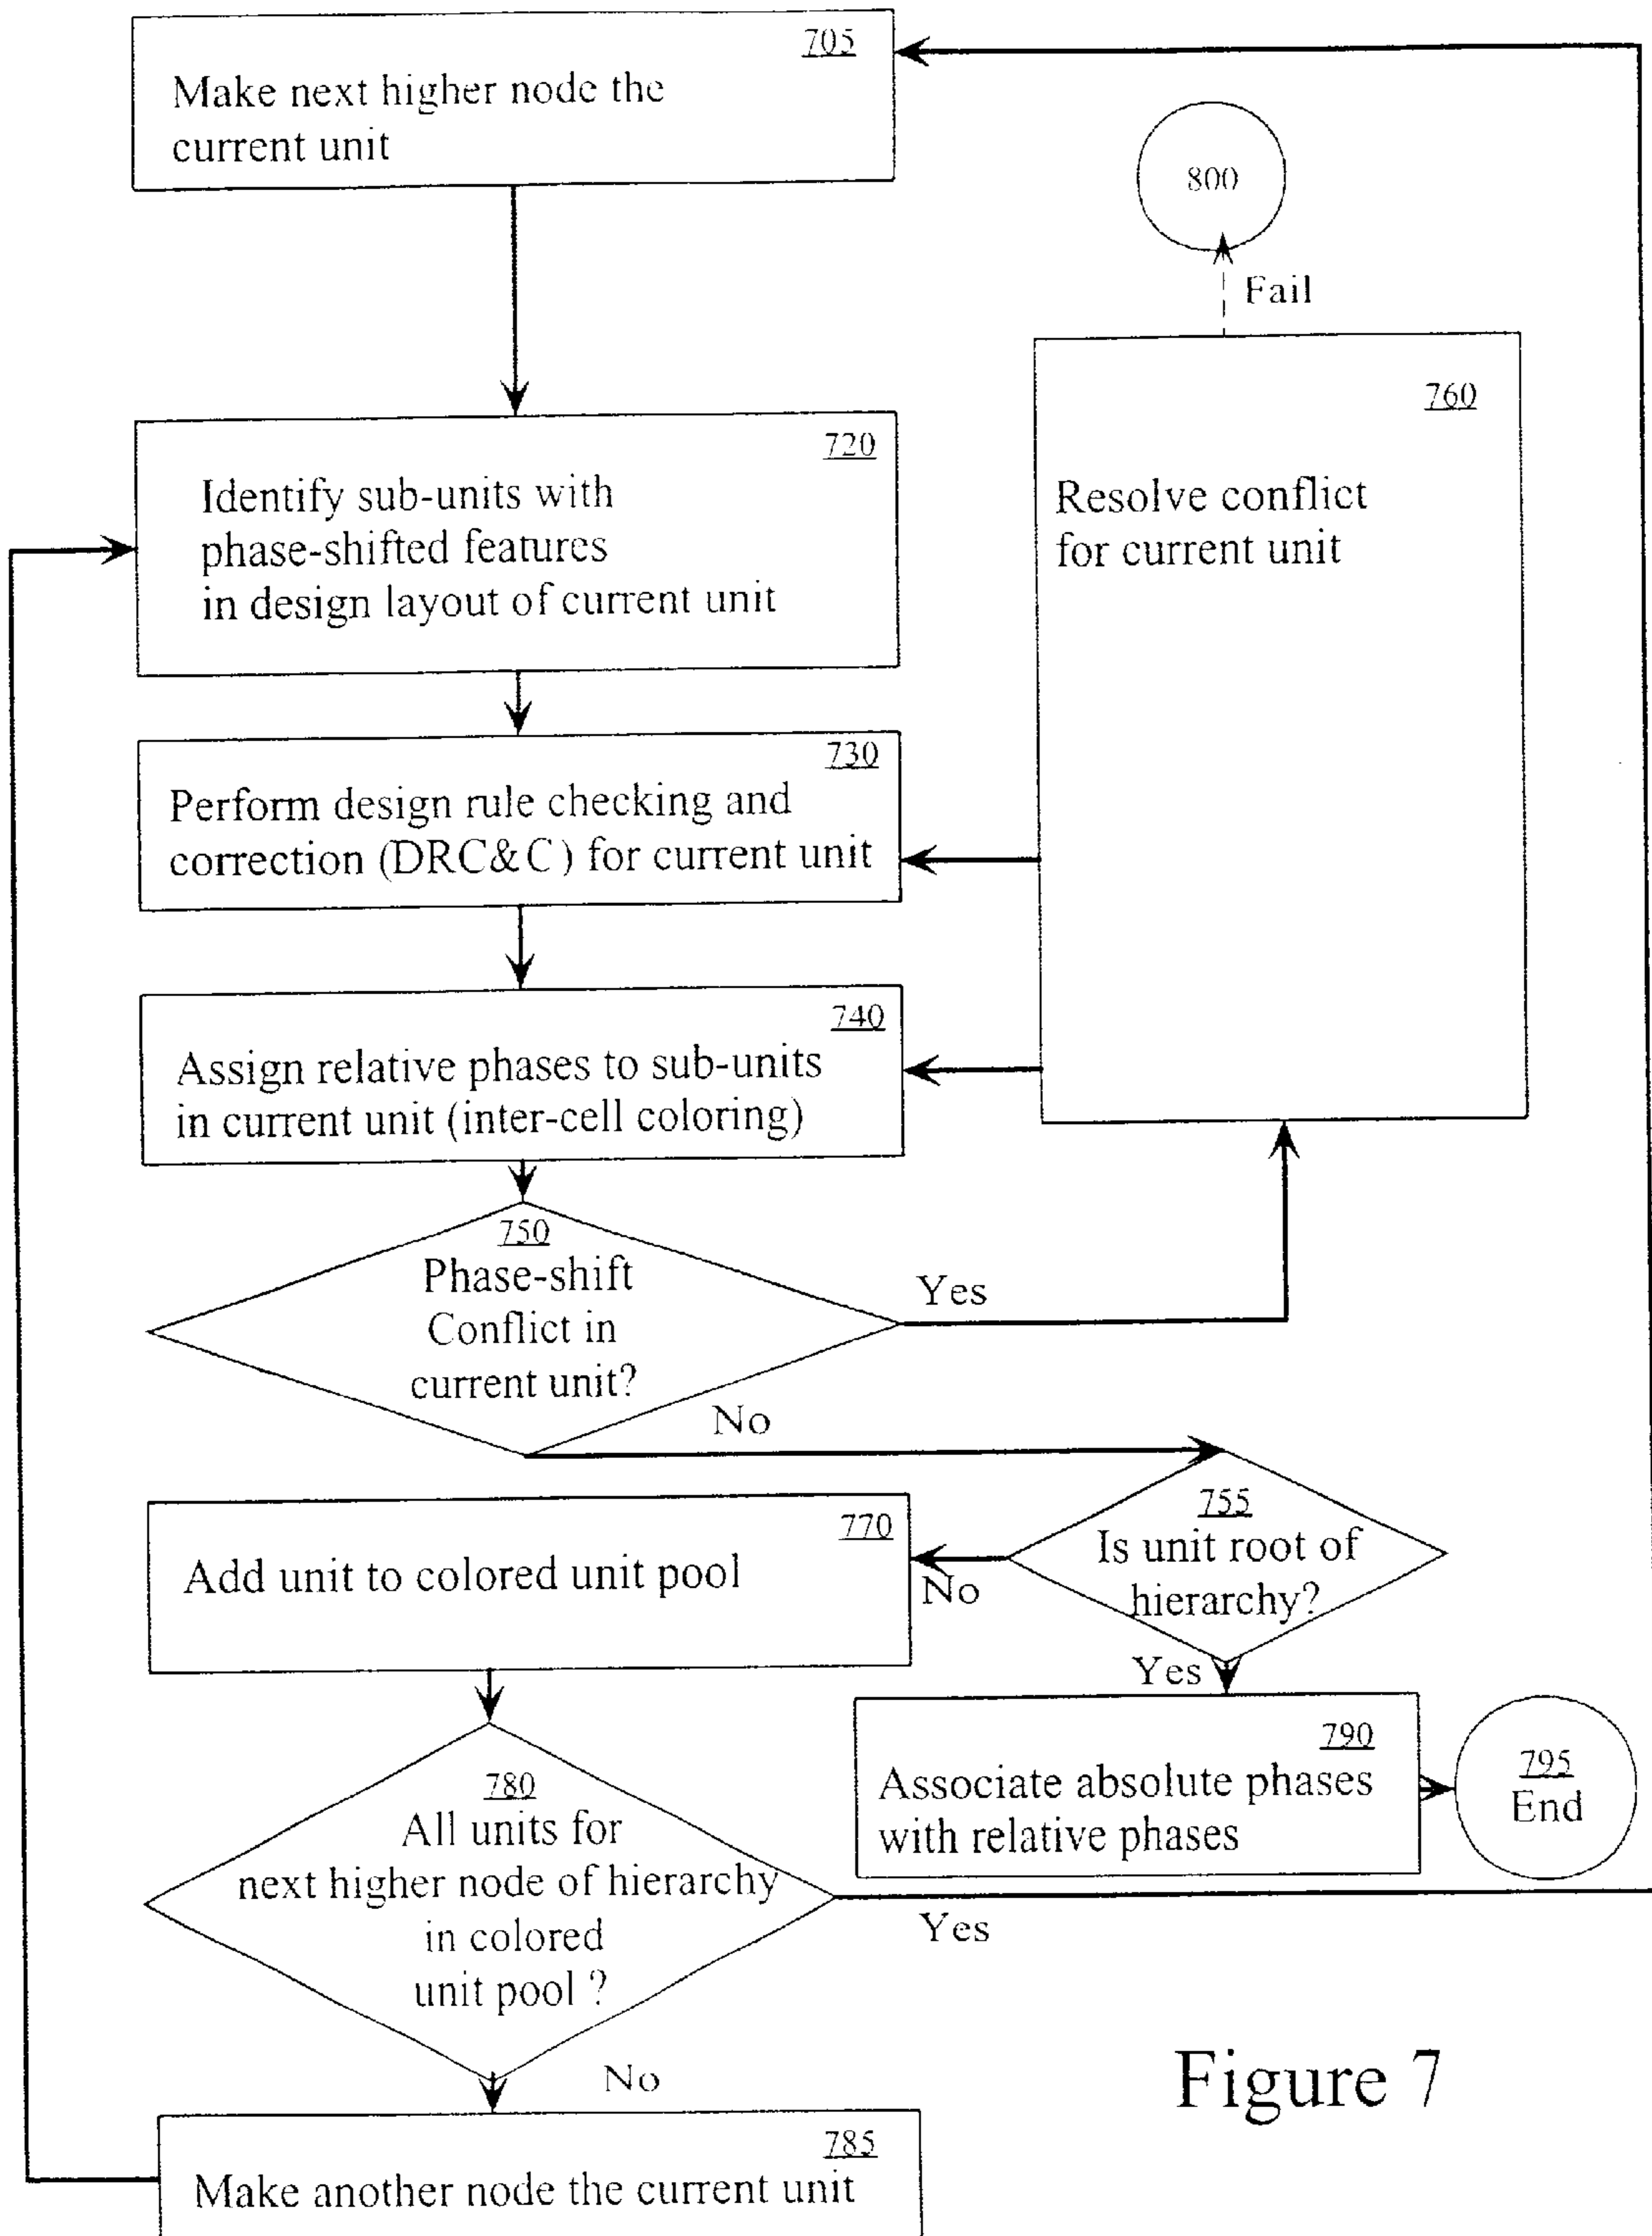 705
Make next higher node the
current unit
800
Fail
760
Resolve conflict
for current unit
720
Identify sub-units with
phase-shifted features
in design layout of current unit
730
Perform design rule checking and
correction (DRC&C) for current unit
740
Assign relative phases to sub-units
in current unit (inter-cell coloring)
750
Phase-shift
Conflict in
current unit?
Yes
No
755
Is unit root of
hierarchy?
No
Yes
770
Add unit to colored unit pool
790
Associate absolute phases
with relative phases
795
End
780
All units for
next higher node of hierarchy
in colored
unit pool ?
Yes
No
785
Make another node the current unit
Figure 7